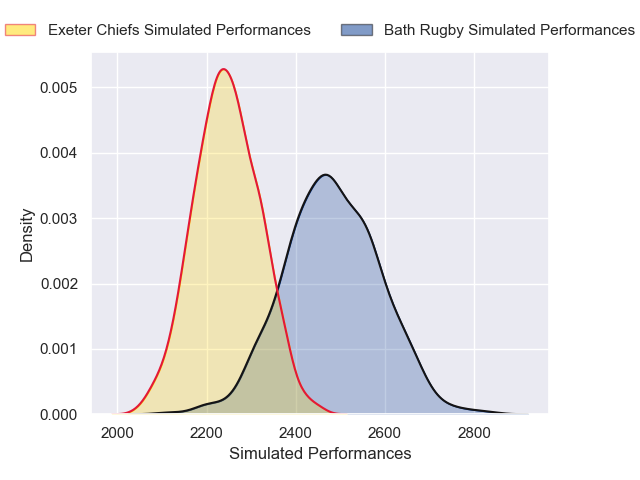 Exeter Chiefs Simulated Performances Bath Rugby Simulated Performances
0.005
0.004
0.003
0.002
0.001
0.000
Density
2000 2200 2400 2600 2800
Simulated Performances